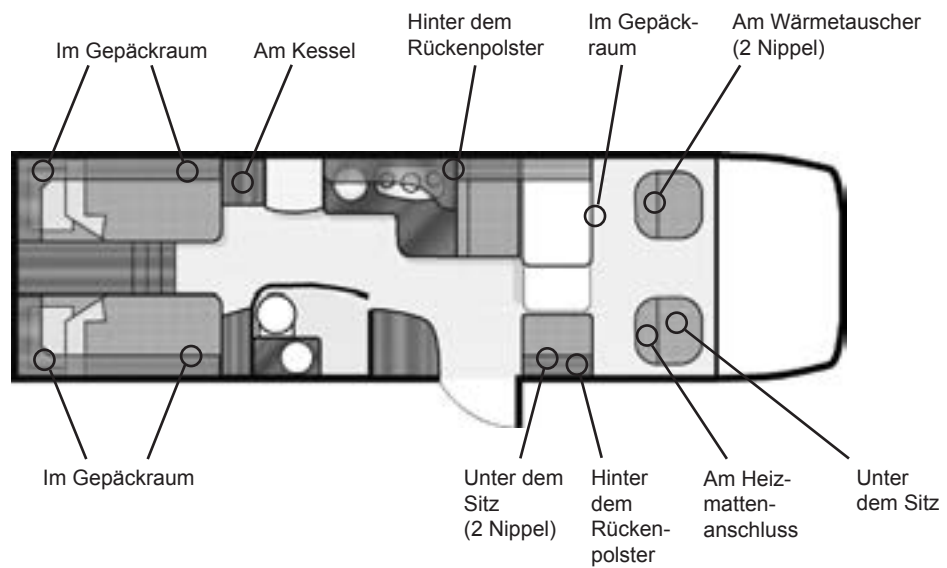 Im Gepäckraum
Am Kessel
Hinter dem
Rückenpolster
Im Gepäck-
raum
Am Wärmetauscher
(2 Nippel)
Im Gepäckraum
Unter dem
Sitz
(2 Nippel)
Hinter
dem
Rücken-
polster
Am Heiz-
matten-
anschluss
Unter
dem Sitz